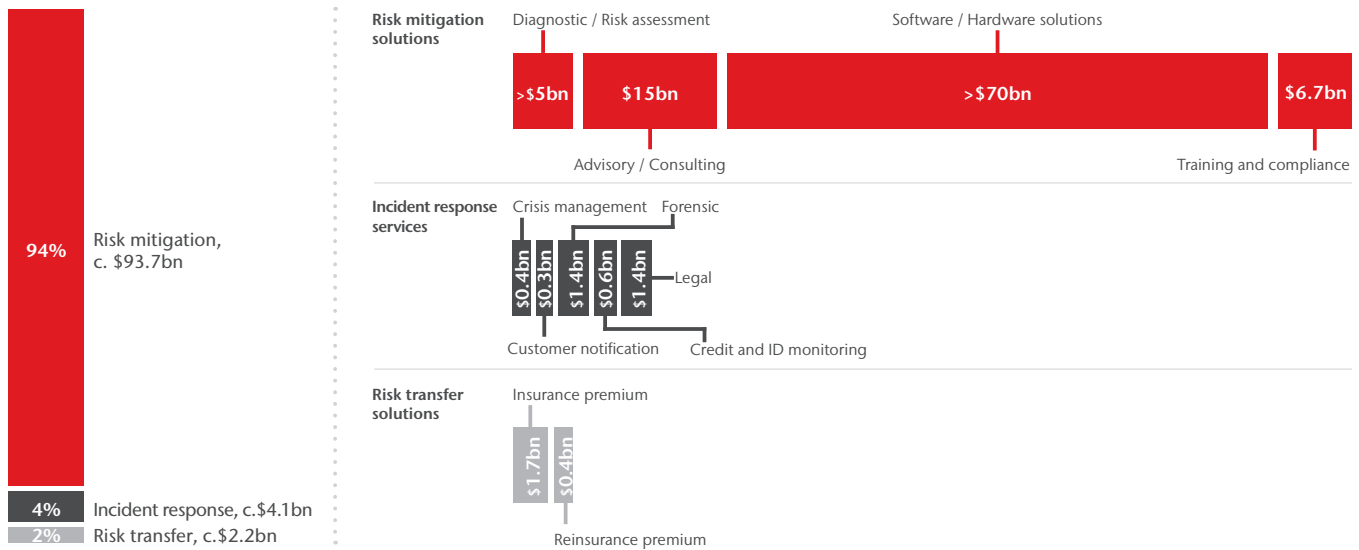 94%
Risk mitigation,
c. $93.7bn
4%
Incident response, c.$4.1bn
2%
Risk transfer, c.$2.2bn
Risk mitigation
solutions
Diagnostic / Risk assessment
Software / Hardware solutions
>$5bn
$15bn
>$70bn
$6.7bn
Advisory / Consulting
Training and compliance
Incident response
services
Crisis management
Forensic
$0.4bn
$0.3bn
$1.4bn
$0.6bn
$1.4bn
Legal
Customer notification
Credit and ID monitoring
Risk transfer
solutions
Insurance premium
$1.7bn
$0.4bn
Reinsurance premium